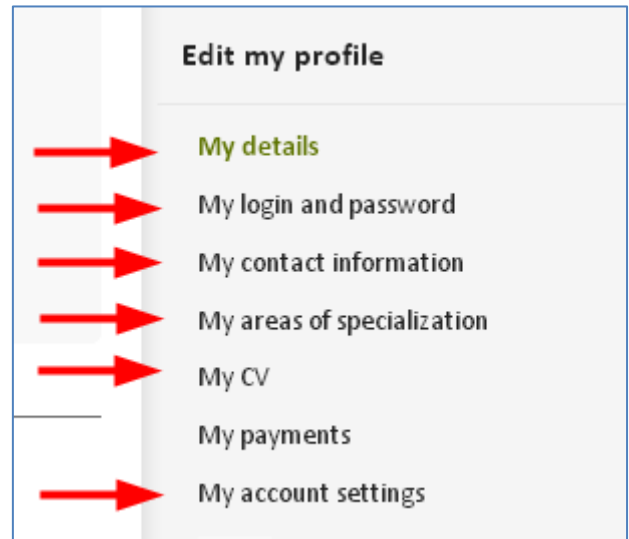 Edit my profile
My details
My login and password
My contact information
My areas of specialization
My CV
My payments
My account settings